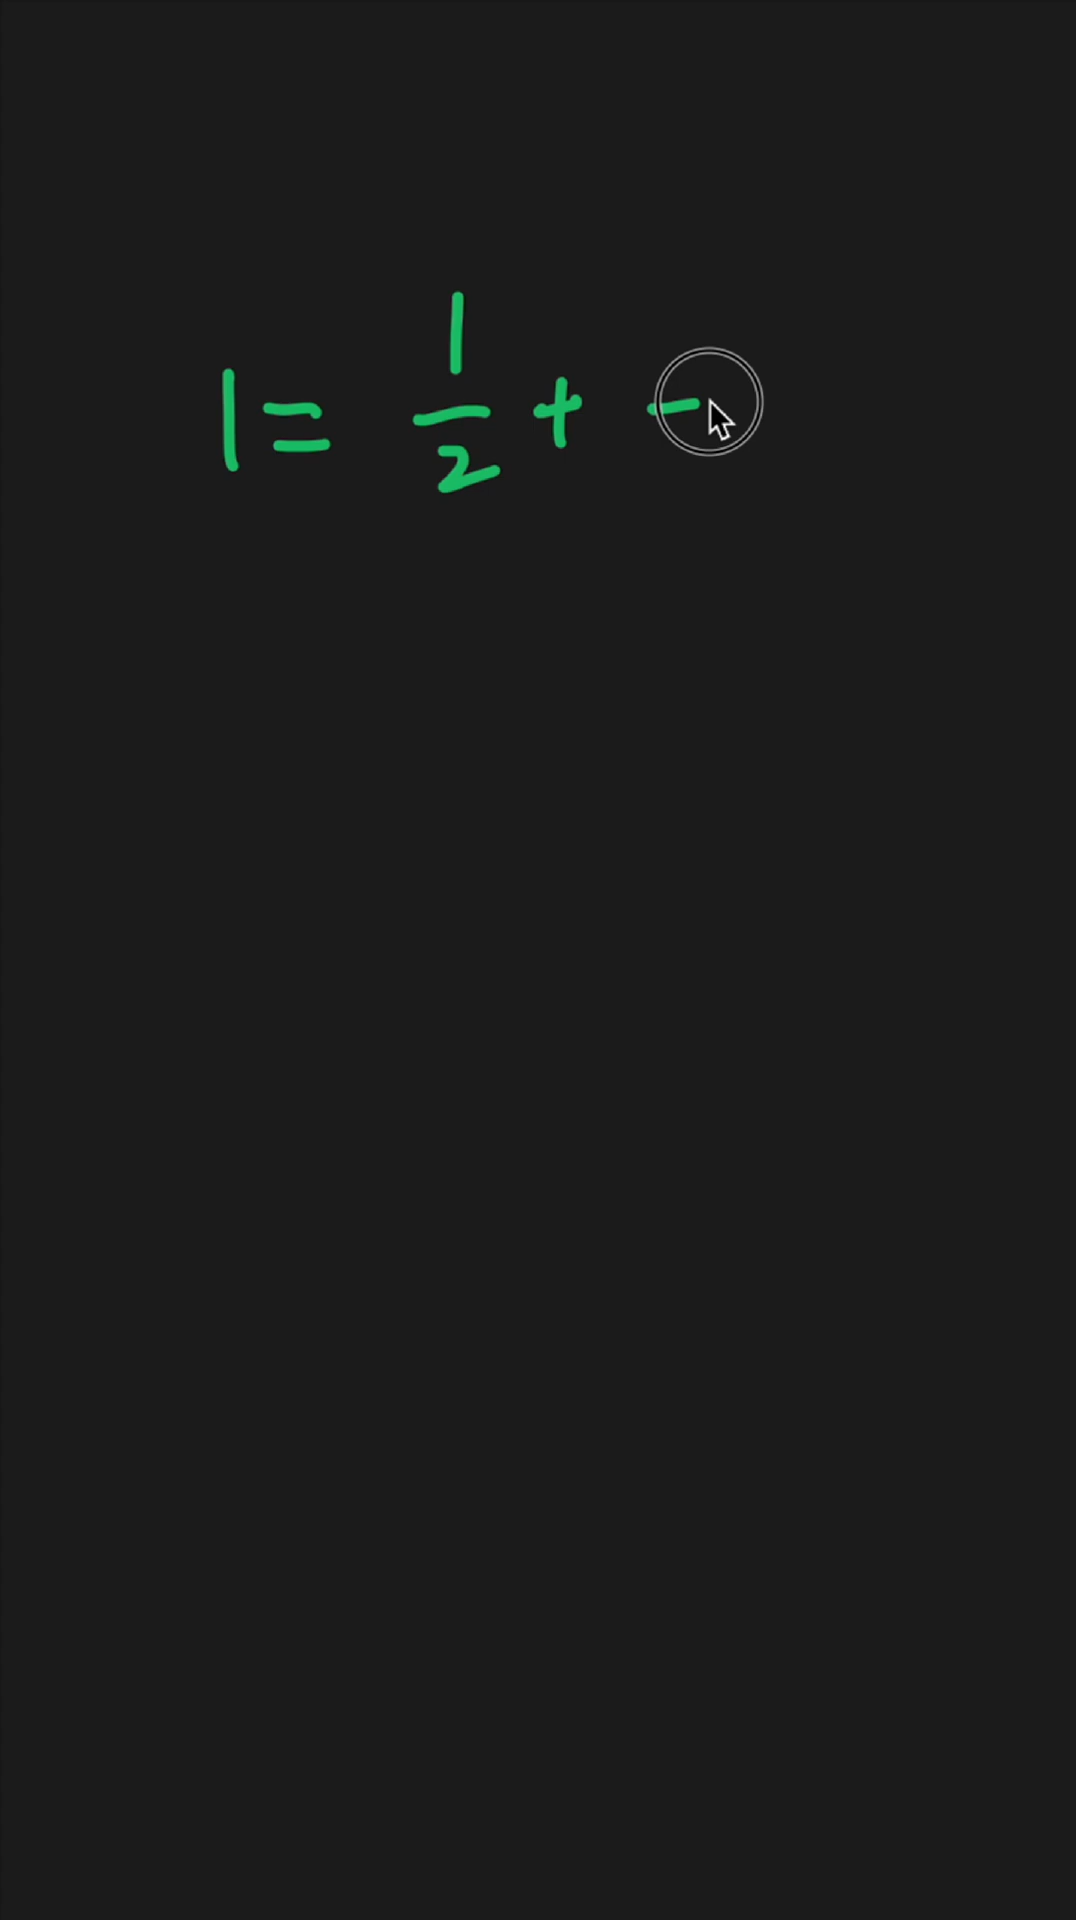 1 = 1/2 + -